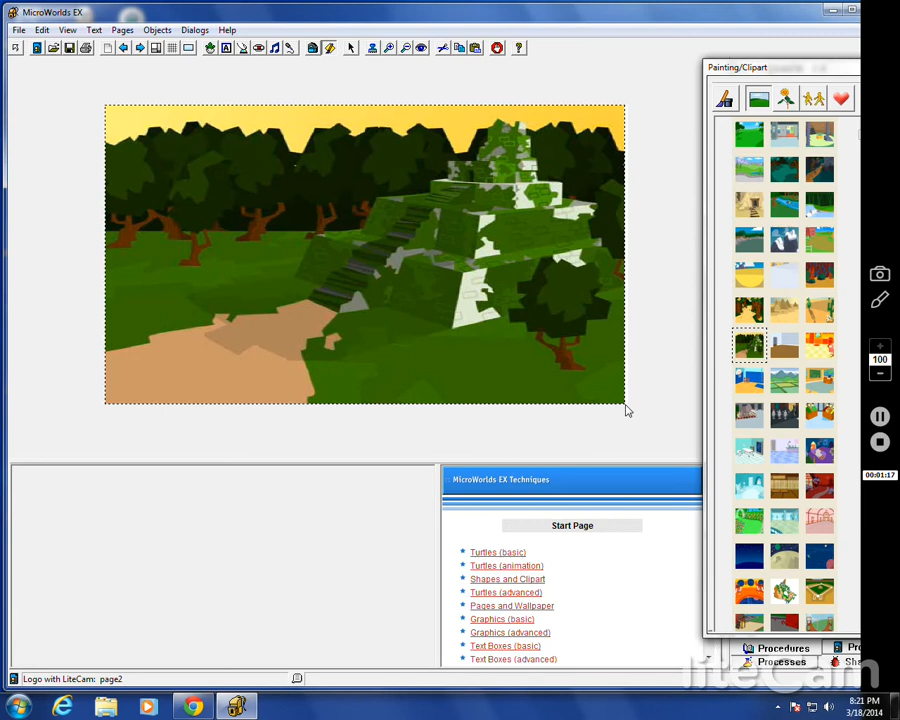 MicroWorlds EX
File Edit View Text Pages Objects Dialogs Help
Painting/Clipart
100
00:01:17
MicroWorlds EX Techniques
Start Page
Turtles (basic)
Turtles (animation)
Shapes and Clipart
Turtles (advanced)
Pages and Wallpaper
Graphics (basic)
Graphics (advanced)
Text Boxes (basic)
Text Boxes (advanced)
Procedures
Processes
Logo with LiteCam: page2
liteCam
8:21 PM
3/18/2014